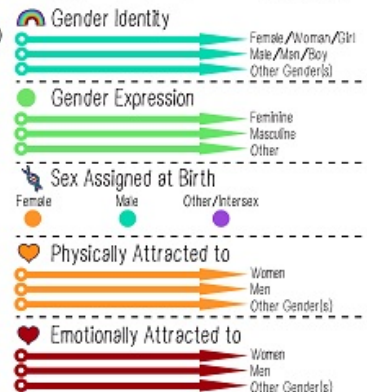 Gender Identity
Female/Woman/Girl
Male/Man/Boy
Other Gender(s)
Gender Expression
Feminine
Masculine
Other
Sex Assigned at Birth
Female Male Other/Intersex
Physically Attracted to
Women
Men
Other Gender(s)
Emotionally Attracted to
Women
Men
Other Gender(s)